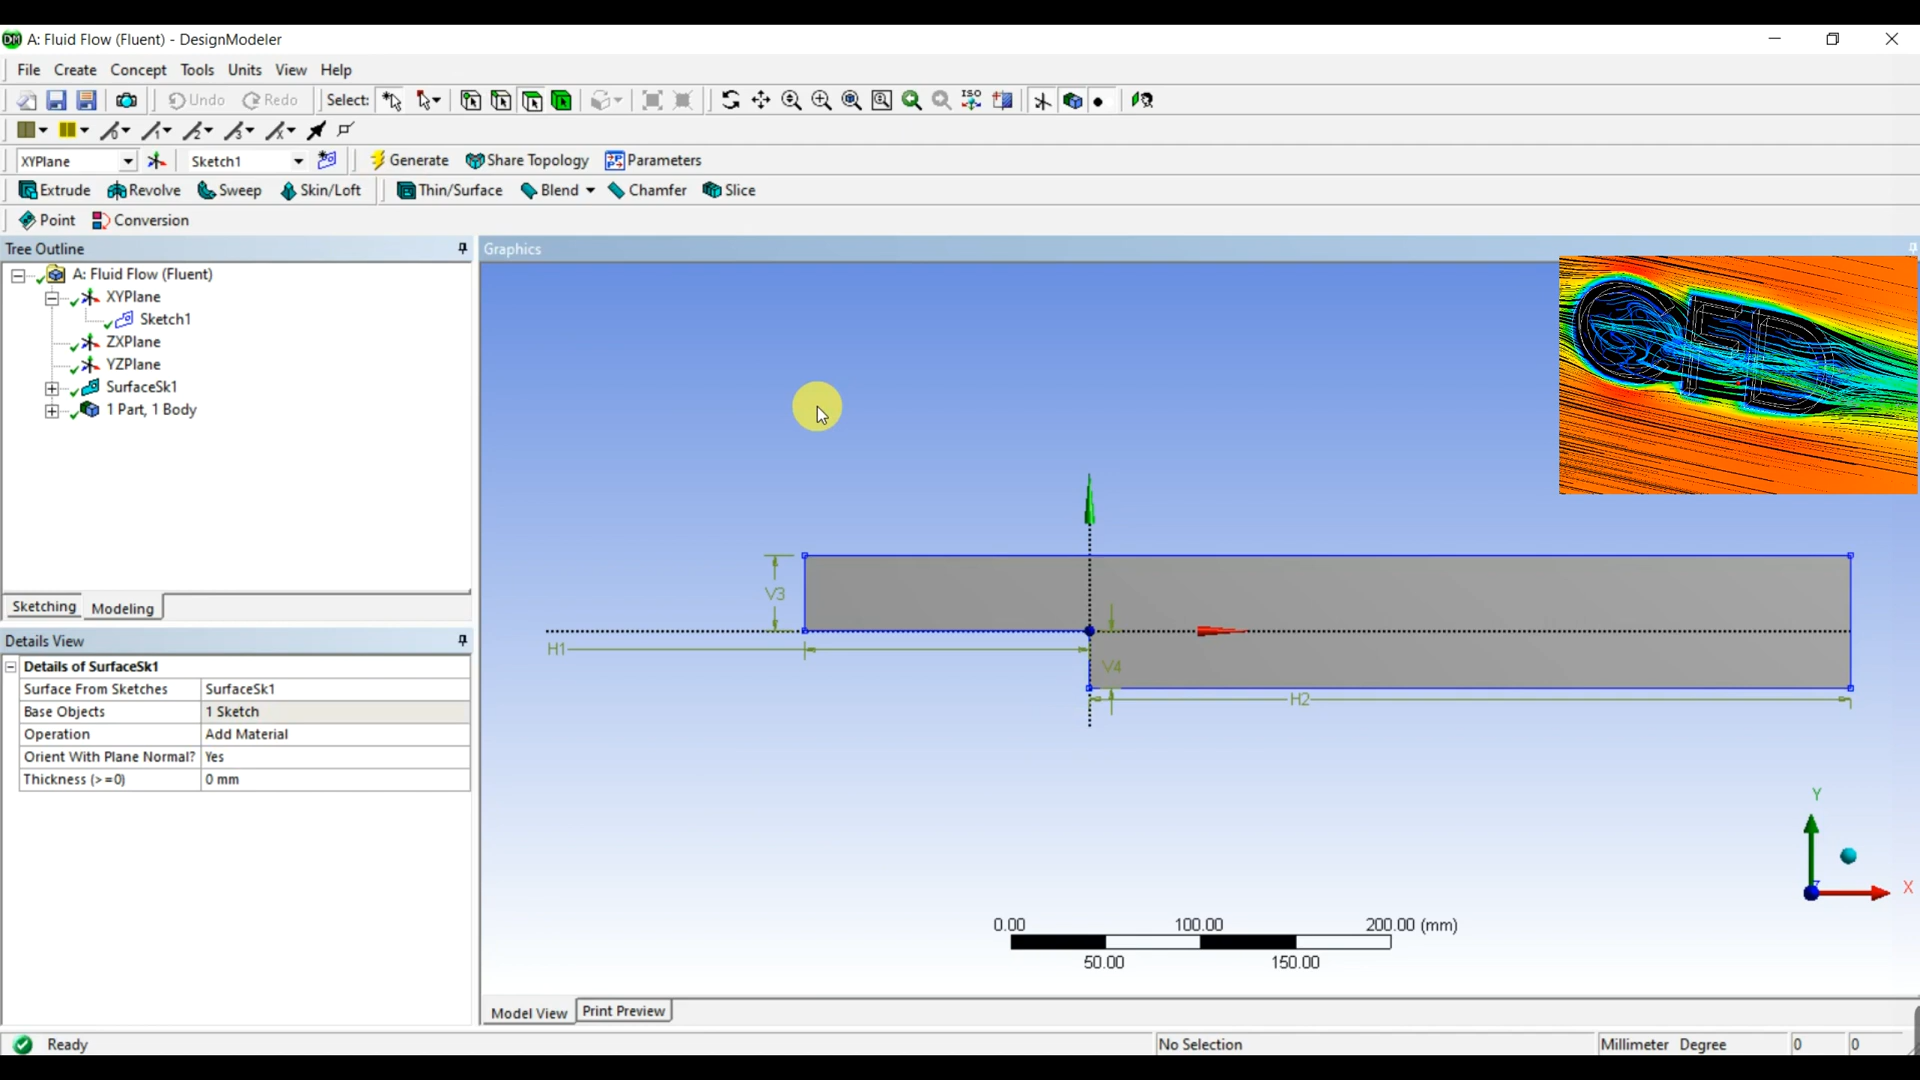 A: Fluid Flow (Fluent) - DesignModeler
File Create Concept Tools Units View Help
Undo Redo Select: ISO
XYPlane Sketch1 Generate Share Topology Parameters
Extrude Revolve Sweep Skin/Loft Thin/Surface Blend Chamfer Slice
Point Conversion
Tree Outline
A: Fluid Flow (Fluent)
XYPlane
Sketch1
ZXPlane
YZPlane
SurfaceSk1
1 Part, 1 Body
Sketching Modeling
Details View
Details of SurfaceSk1
Surface From Sketches SurfaceSk1
Base Objects 1 Sketch
Operation Add Material
Orient With Plane Normal? Yes
Thickness (>=0) 0 mm
Graphics
CFD
V3
H1
V4
H2
Y
X
0.00 100.00 200.00 (mm)
50.00 150.00
Model View Print Preview
Ready No Selection Millimeter Degree 0 0